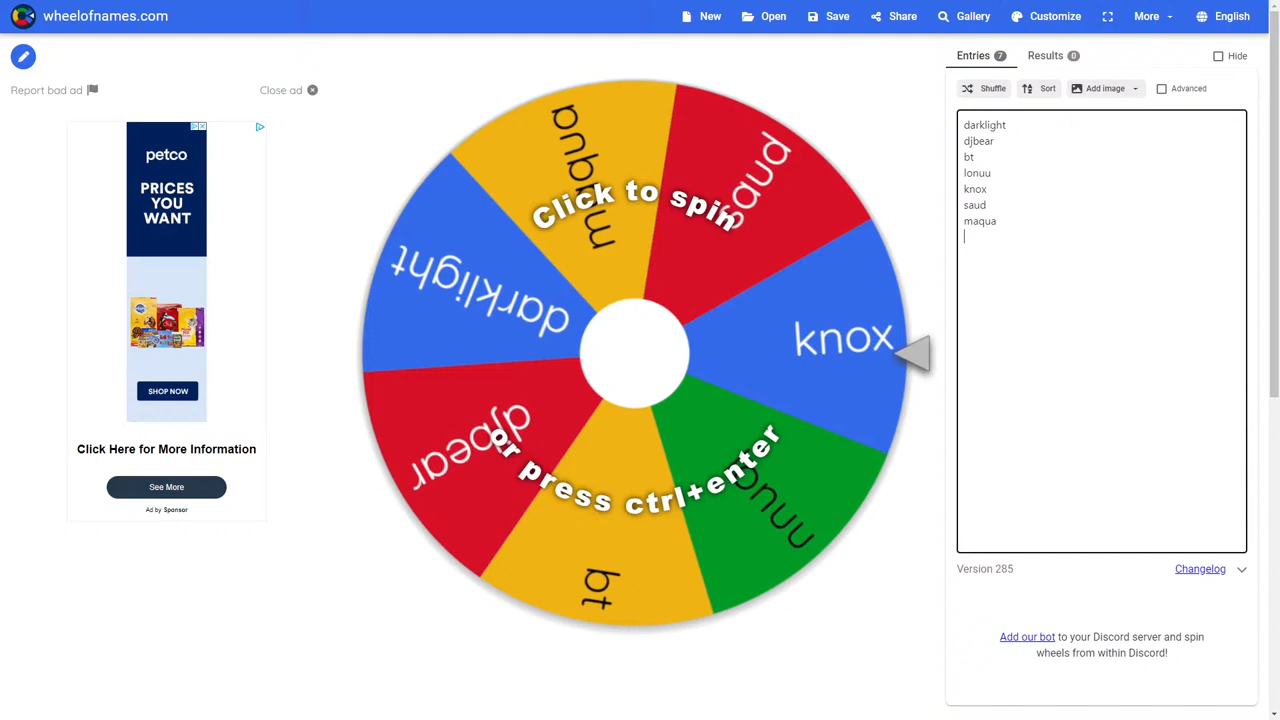 wheelofnames.com
New
Open
Save
Share
Gallery
Customize
More
English
Report bad ad
Close ad
petco
PRICES
YOU
WANT
SHOP NOW
Click Here for More Information
See More
Ad by Sponsor
maqua
saud
knox
lonuu
bt
djbear
darklight
Click to spin
or press ctrl+enter
Entries 7
Results 0
Hide
Shuffle
Sort
Add image
Advanced
darklight
djbear
bt
lonuu
knox
saud
maqua
Version 285
Changelog
Add our bot to your Discord server and spin
wheels from within Discord!